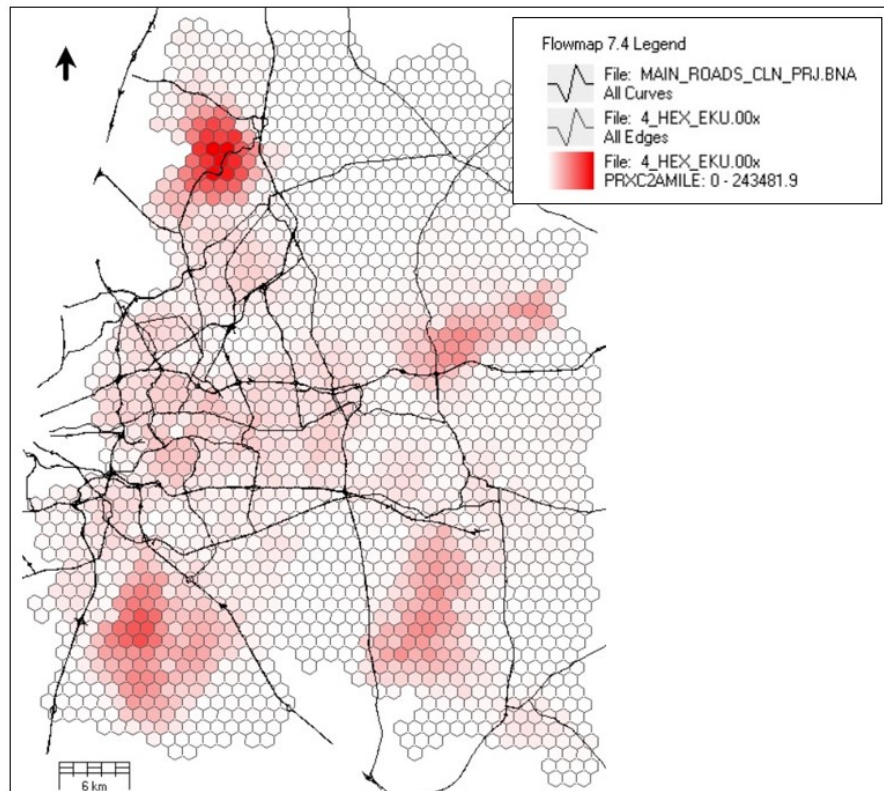 Flowmap 7.4 Legend
File: MAIN_ROADS_CLN_PRJ.BNA
All Curves
File: 4_HEX_EKU.00x
All Edges
File: 4_HEX_EKU.00x
PRXC2AMILE: 0 - 243481.9
6 km